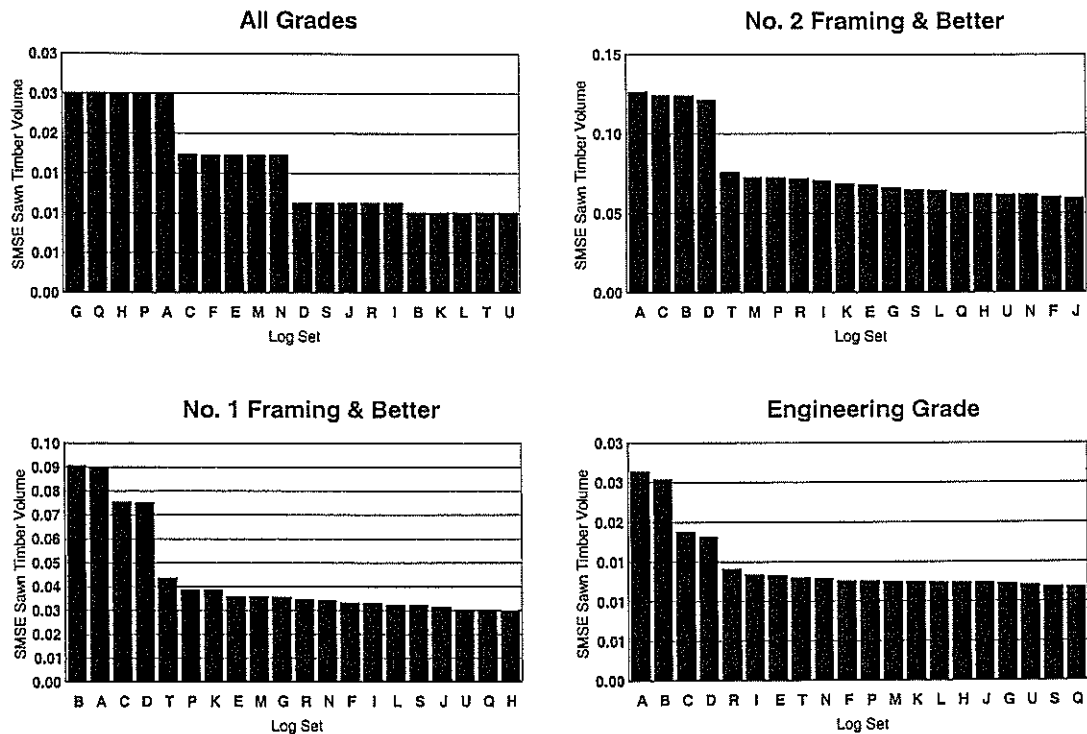 All Grades
SMSE Sawn Timber Volume
0.03
0.03
0.02
0.01
0.01
0.01
0.00
G Q H P A C F E M N D S J R I B K L T U
Log Set
No. 2 Framing & Better
SMSE Sawn Timber Volume
0.15
0.10
0.05
0.00
A C B D T M P R I K E G S L Q H U N F J
Log Set
No. 1 Framing & Better
SMSE Sawn Timber Volume
0.10
0.09
0.08
0.07
0.06
0.05
0.04
0.03
0.02
0.01
0.00
B A C D T P K E M G R N F I L S J U Q H
Log Set
Engineering Grade
SMSE Sawn Timber Volume
0.03
0.03
0.02
0.01
0.01
0.01
0.00
A B C D R I E T N F P M K L H J G U S Q
Log Set